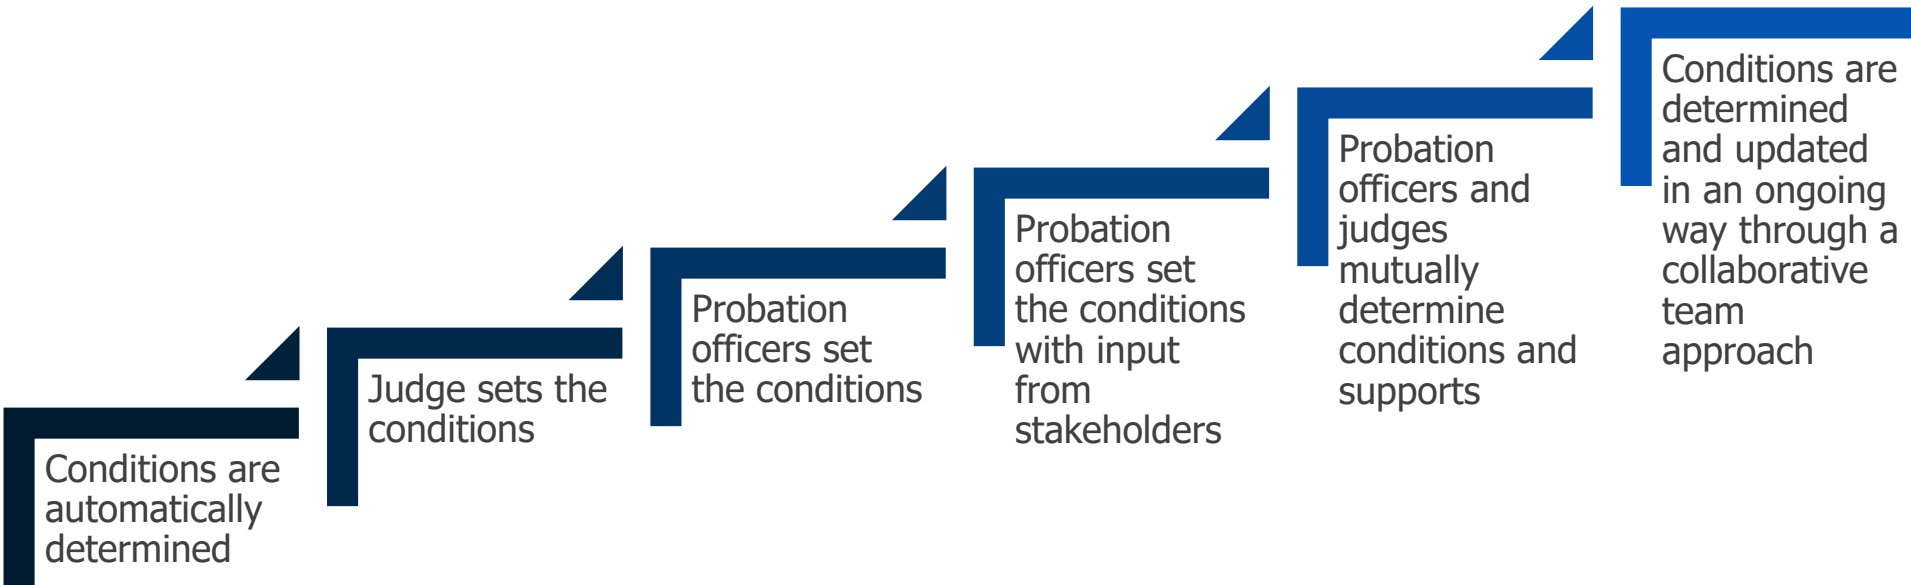 Conditions are
automatically
determined
Judge sets the
conditions
Probation
officers set
the conditions
Probation
officers set
the conditions
with input
from
stakeholders
Probation
officers and
judges
mutually
determine
conditions and
supports
Conditions are
determined
and updated
in an ongoing
way through a
collaborative
team
approach